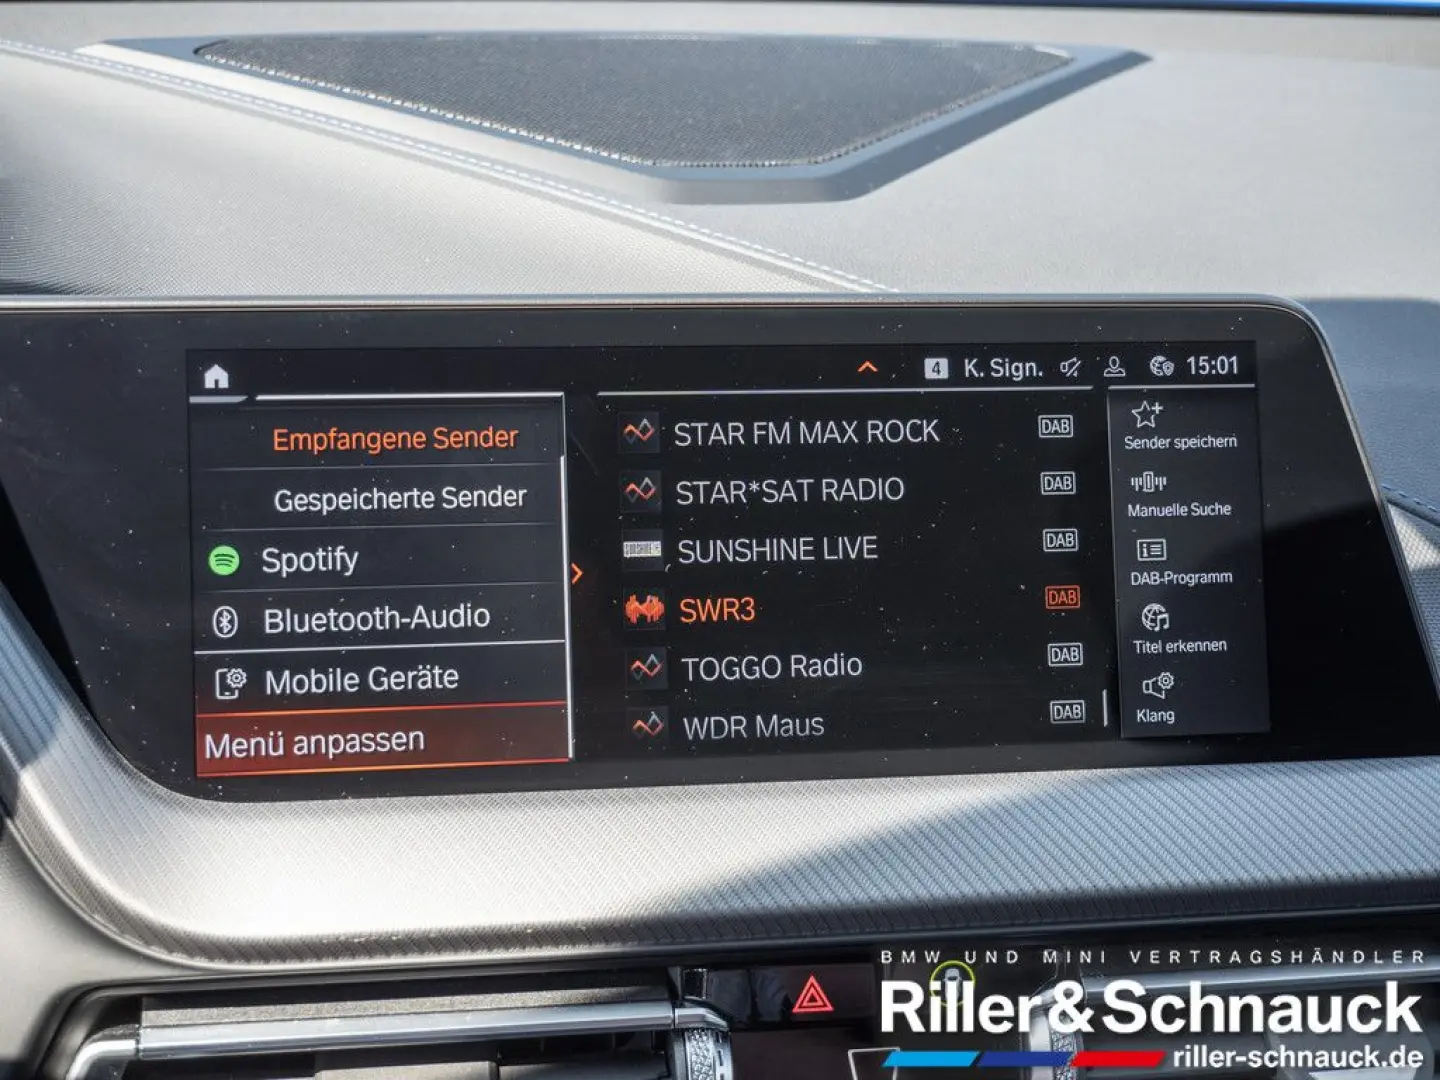 4 K. Sign. 15:01
Empfangene Sender
Gespeicherte Sender
Spotify
Bluetooth-Audio
Mobile Geräte
Menü anpassen
STAR FM MAX ROCK DAB
STAR*SAT RADIO DAB
SUNSHINE LIVE DAB
SWR3 DAB
TOGGO Radio DAB
WDR Maus DAB
Sender speichern
Manuelle Suche
DAB-Programm
Titel erkennen
Klang
BMW UND MINI VERTRAGSHÄNDLER
Riller & Schnauck
riller-schnauck.de